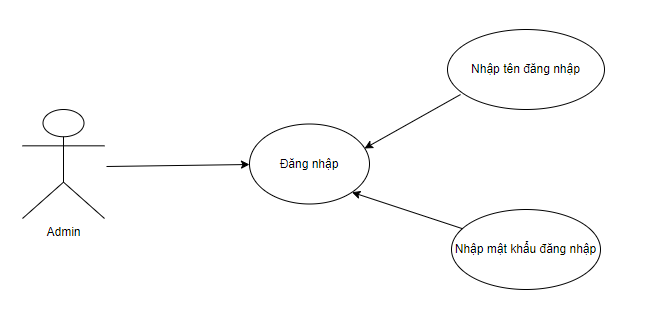 Nhập tên đăng nhập
Đăng nhập
Admin
Nhập mật khẩu đăng nhập